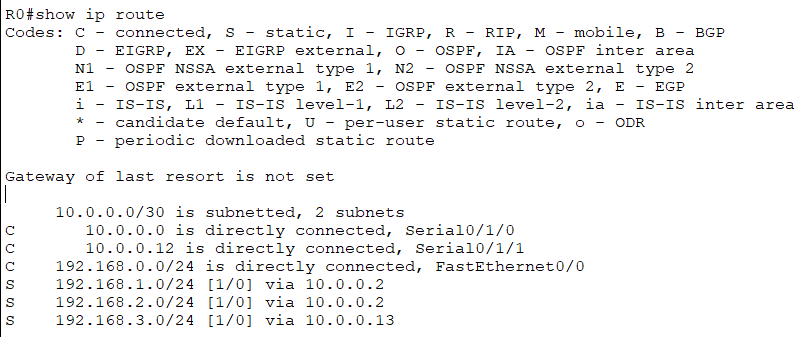 R0#show ip route
Codes: C - connected, S - static, I - IGRP, R - RIP, M - mobile, B - BGP
       D - EIGRP, EX - EIGRP external, O - OSPF, IA - OSPF inter area
       N1 - OSPF NSSA external type 1, N2 - OSPF NSSA external type 2
       E1 - OSPF external type 1, E2 - OSPF external type 2, E - EGP
       i - IS-IS, L1 - IS-IS level-1, L2 - IS-IS level-2, ia - IS-IS inter area
       * - candidate default, U - per-user static route, o - ODR
       P - periodic downloaded static route

Gateway of last resort is not set

     10.0.0.0/30 is subnetted, 2 subnets
C       10.0.0.0 is directly connected, Serial0/1/0
C       10.0.0.12 is directly connected, Serial0/1/1
C    192.168.0.0/24 is directly connected, FastEthernet0/0
S    192.168.1.0/24 [1/0] via 10.0.0.2
S    192.168.2.0/24 [1/0] via 10.0.0.2
S    192.168.3.0/24 [1/0] via 10.0.0.13